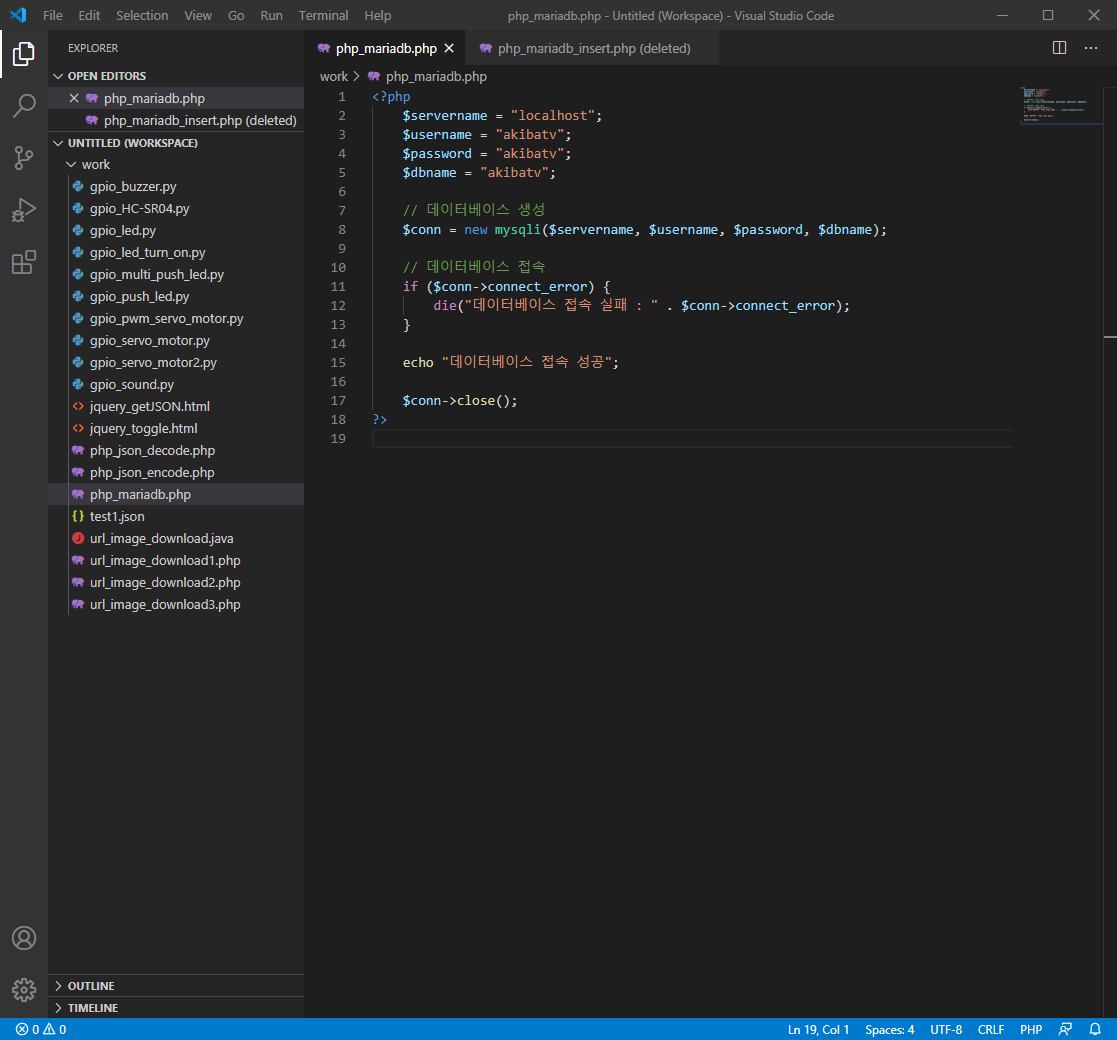 File Edit Selection View Go Run Terminal Help php_mariadb.php - Untitled (Workspace) - Visual Studio Code
EXPLORER
OPEN EDITORS
php_mariadb.php
php_mariadb_insert.php (deleted)
UNTITLED (WORKSPACE)
work
gpio_buzzer.py
gpio_HC-SR04.py
gpio_led.py
gpio_led_turn_on.py
gpio_multi_push_led.py
gpio_push_led.py
gpio_pwm_servo_motor.py
gpio_servo_motor.py
gpio_servo_motor2.py
gpio_sound.py
jquery_getJSON.html
jquery_toggle.html
php_json_decode.php
php_json_encode.php
php_mariadb.php
test1.json
url_image_download.java
url_image_download1.php
url_image_download2.php
url_image_download3.php
OUTLINE
TIMELINE
php_mariadb.php php_mariadb_insert.php (deleted)
work > php_mariadb.php
1 <?php
2 $servername = "localhost";
3 $username = "akibatv";
4 $password = "akibatv";
5 $dbname = "akibatv";
6
7 // 데이터베이스 생성
8 $conn = new mysqli($servername, $username, $password, $dbname);
9
10 // 데이터베이스 접속
11 if ($conn->connect_error) {
12 die("데이터베이스 접속 실패 : " . $conn->connect_error);
13 }
14
15 echo "데이터베이스 접속 성공";
16
17 $conn->close();
18 ?>
19
0 0 Ln 19, Col 1 Spaces: 4 UTF-8 CRLF PHP